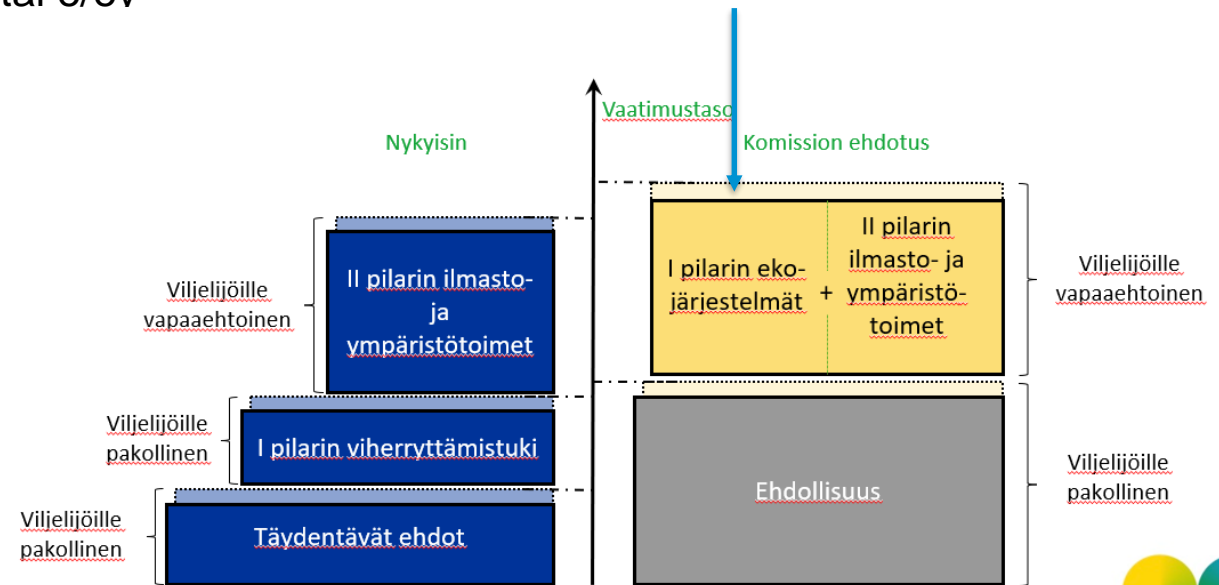 Vaatimustaso
Nykyisin
Komission ehdotus
Viljelijöille
vapaaehtoinen
II pilarin ilmasto-
ja
ympäristötoimet
I pilarin eko-
järjestelmät
+
II pilarin
ilmasto- ja
ympäristö-
toimet
Viljelijöille
vapaaehtoinen
Viljelijöille
pakollinen
I pilarin viherryttämistuki
Viljelijöille
pakollinen
Täydentävät ehdot
Ehdollisuus
Viljelijöille
pakollinen